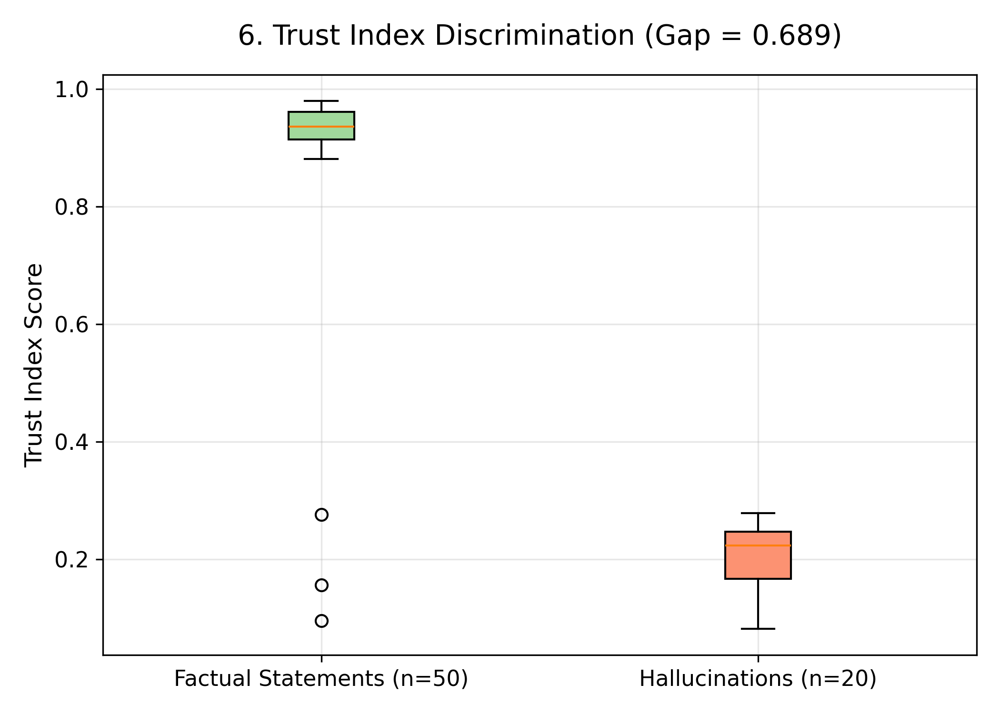 6. Trust Index Discrimination (Gap = 0.689)
Trust Index Score
1.0
0.8
0.6
0.4
0.2
Factual Statements (n=50)
Hallucinations (n=20)